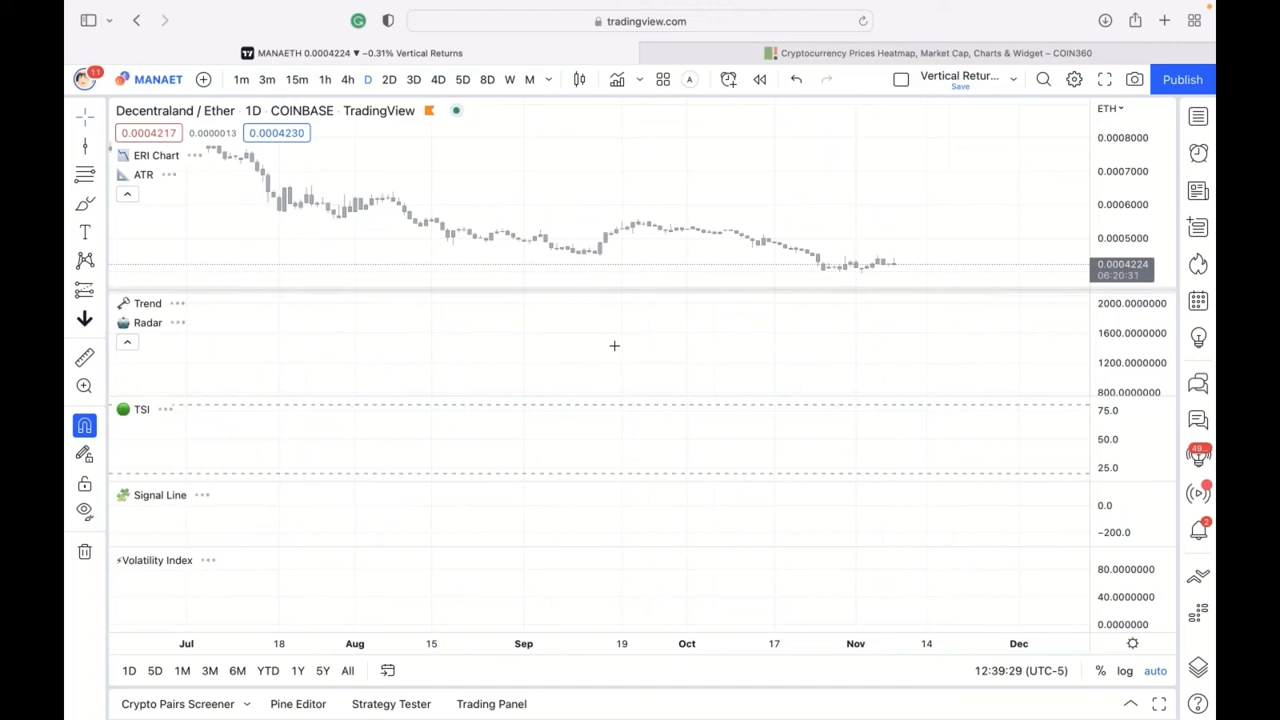 tradingview.com
MANAETH 0.0004224 ▼ −0.31% Vertical Returns
Cryptocurrency Prices Heatmap, Market Cap, Charts & Widget – COIN360
11
MANAET
1m 3m 15m 1h 4h D 2D 3D 4D 5D 8D W M
A
Vertical Retur...
Save
Publish
Decentraland / Ether · 1D · COINBASE · TradingView
ETH
0.0004217 0.0000013 0.0004230
0.0008000
ERI Chart
ATR
0.0007000
0.0006000
0.0005000
0.0004224
06:20:31
Trend
2000.0000000
Radar
1600.0000000
1200.0000000
800.0000000
TSI
75.0
50.0
25.0
49...
Signal Line
0.0
−200.0
2
⚡Volatility Index
80.0000000
40.0000000
0.0000000
Jul 18 Aug 15 Sep 19 Oct 17 Nov 14 Dec
1D 5D 1M 3M 6M YTD 1Y 5Y All
12:39:29 (UTC-5) % log auto
Crypto Pairs Screener Pine Editor Strategy Tester Trading Panel